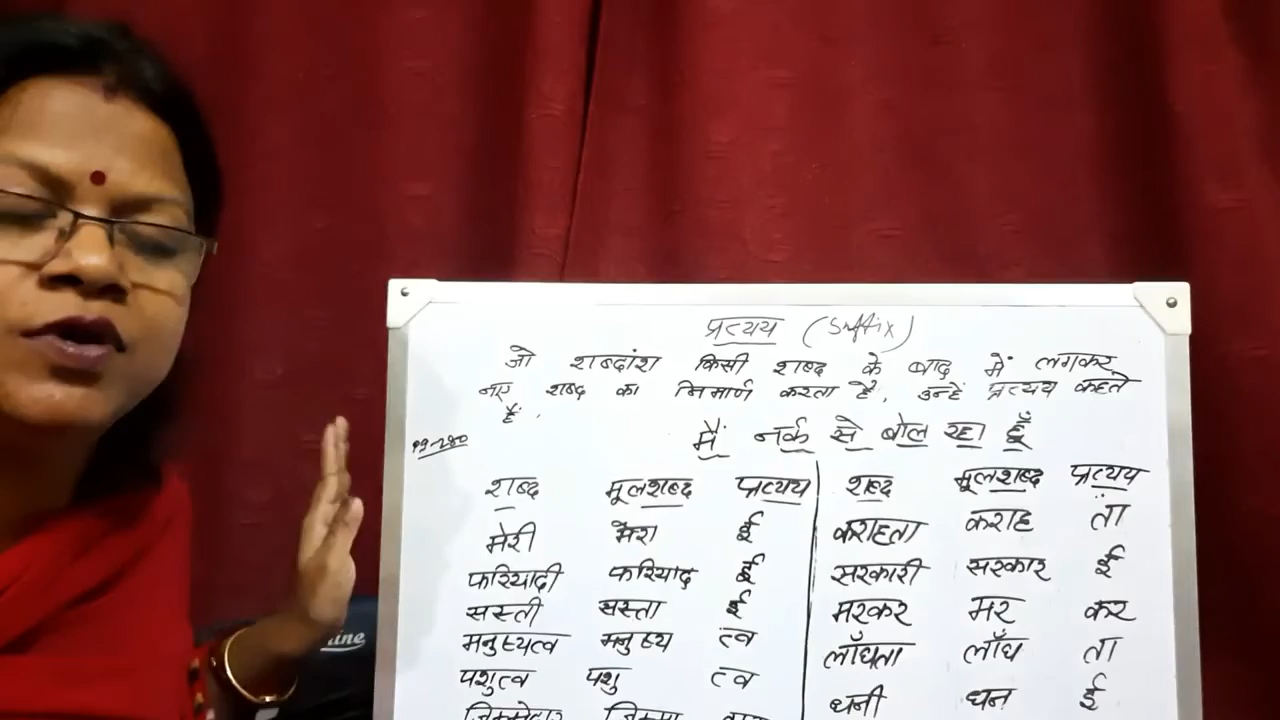 प्रत्यय (Suffix)
जो शब्दांश किसी शब्द के बाद में लगकर
नए शब्द का निमार्ण करता है, उन्हें प्रत्यय कहते
हैं.
मैं नर्क से बोल रहा हूँ
शब्द मूलशब्द प्रत्यय
मेरी मेरा ई
फरियादी फरियाद ई
सस्ती सस्ता ई
मनुष्यत्व मनुष्य त्व
पशुत्व पशु त्व
जिम्मेदार जिम्मा
शब्द मूलशब्द प्रत्यय
कराहता कराह ता
सरकारी सरकार ई
मरकर मर कर
लाँघता लाँघ ता
धनी धन ई